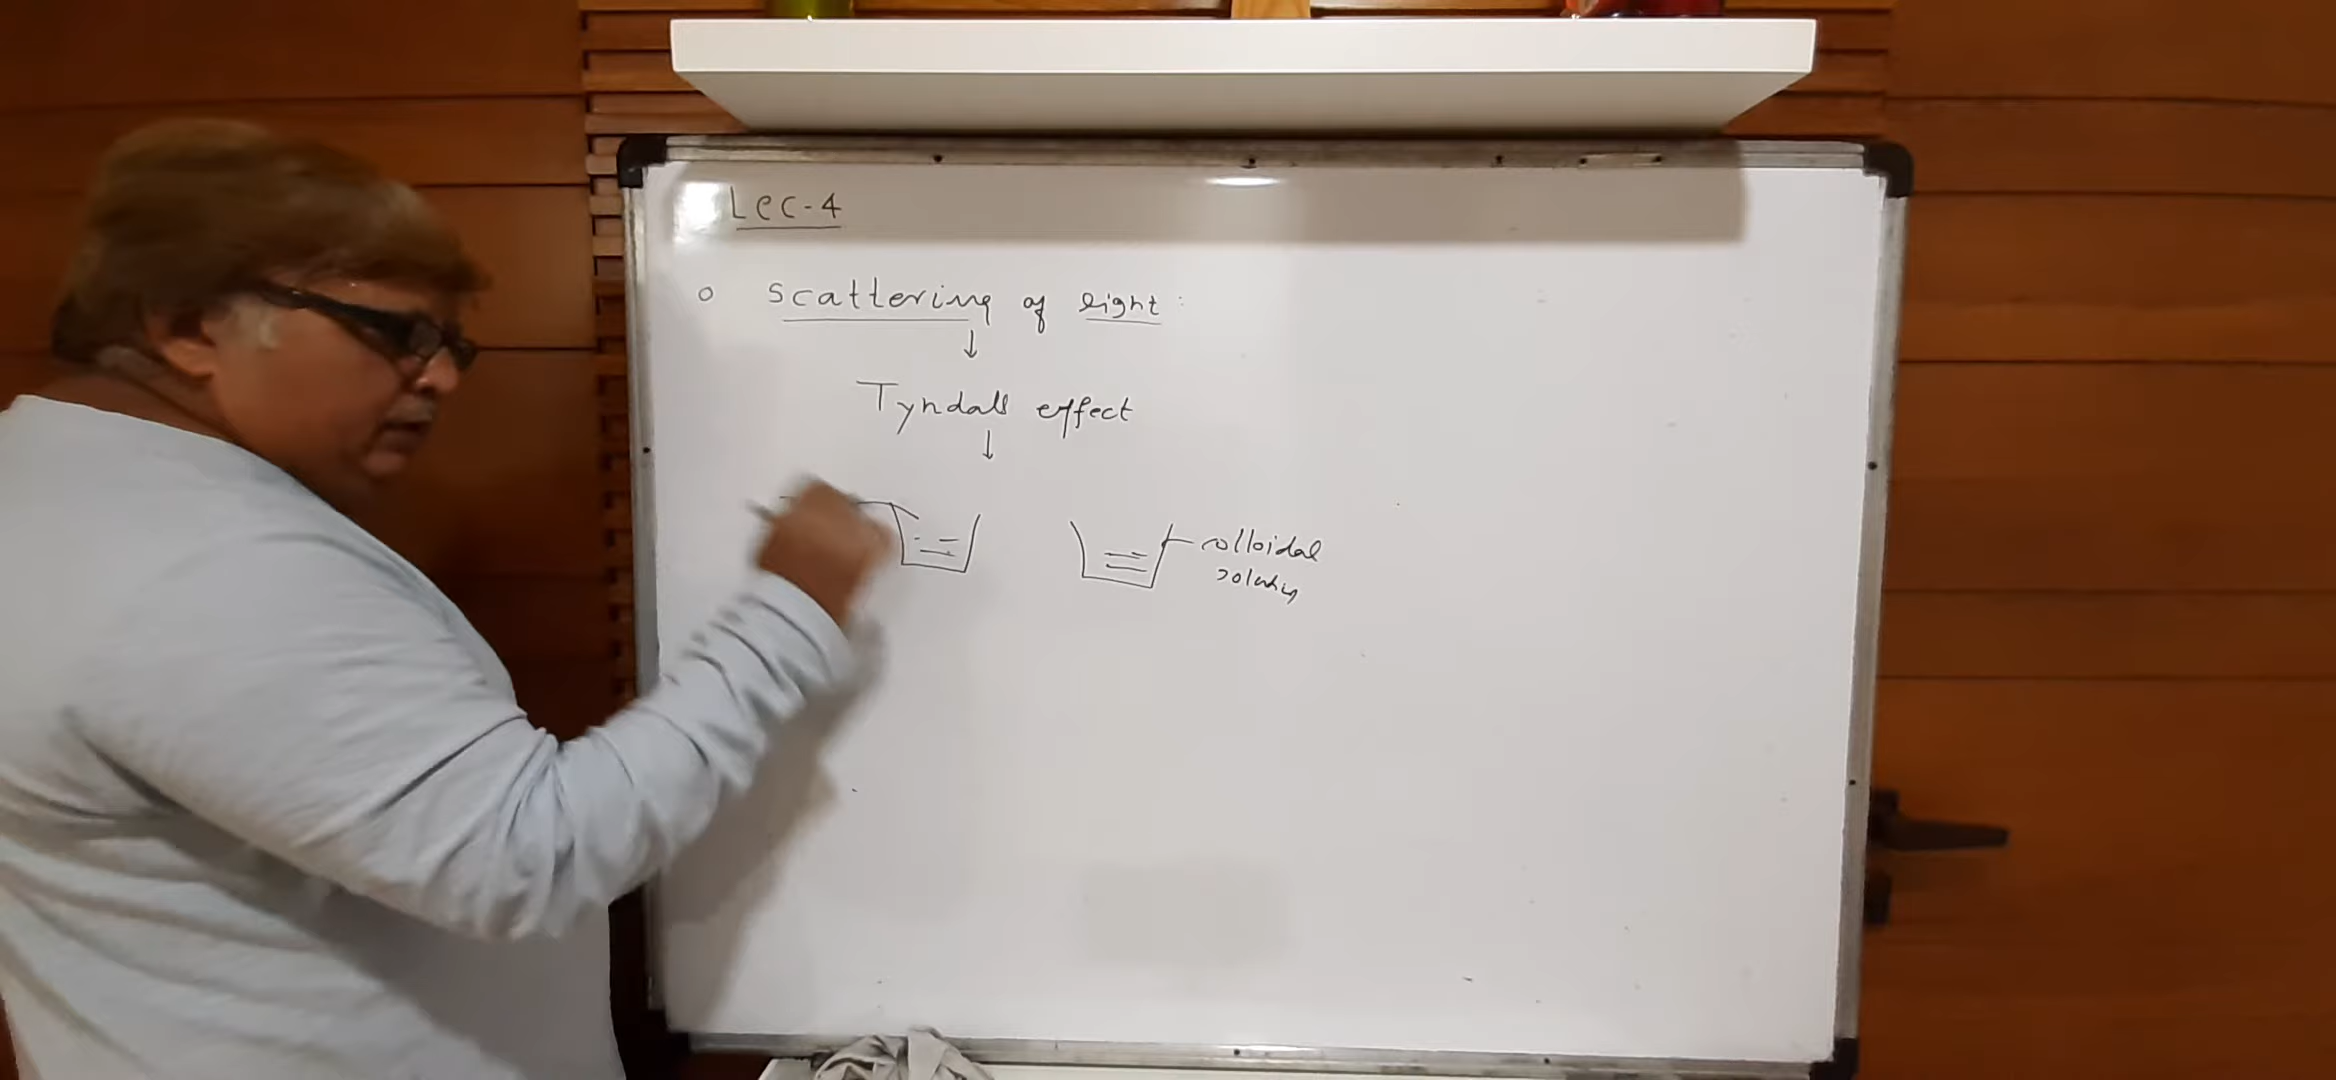 Lec-4
Scattering of light:
Tyndall effect
colloidal
solution